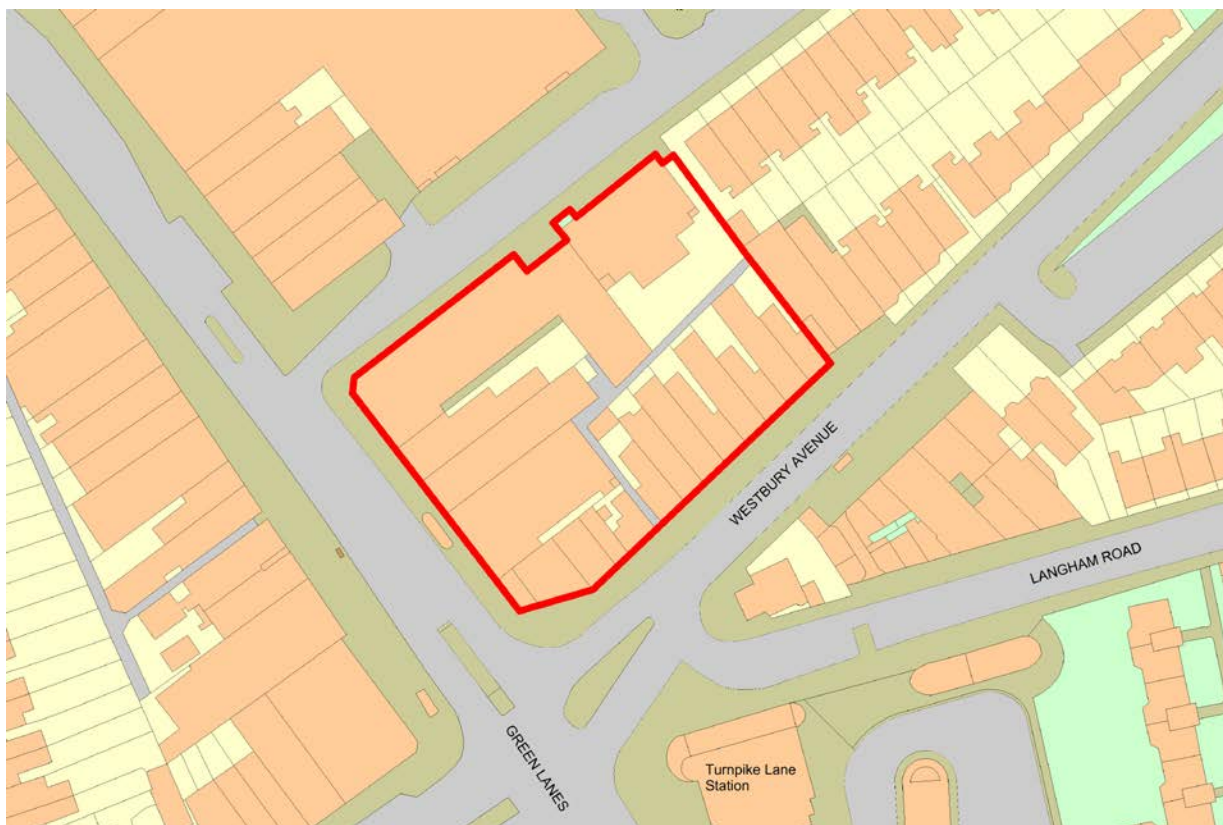 WESTBURY AVENUE
LANGHAM ROAD
GREEN LANES
Turnpike Lane
Station